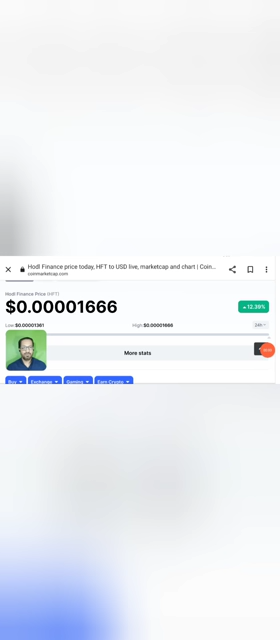 Hodl Finance price today, HFT to USD live, marketcap and chart | Coin...
coinmarketcap.com
Hodl Finance Price (HFT)
$0.00001666
12.39%
Low: $0.00001361
High: $0.00001666
24h
More stats
Buy
Exchange
Gaming
Earn Crypto